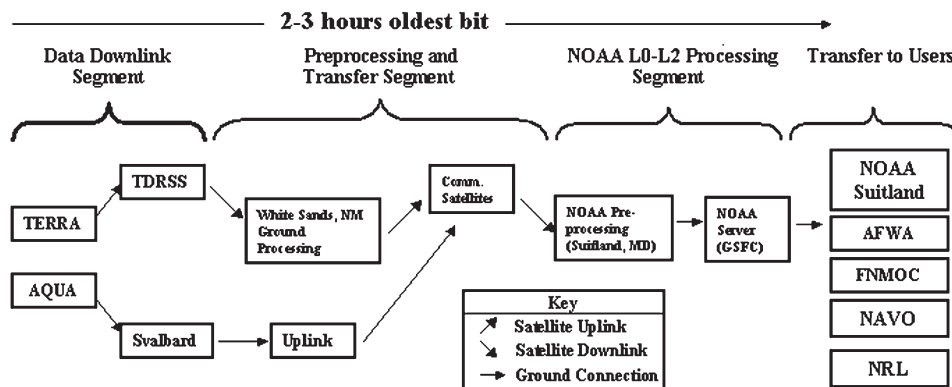 2-3 hours oldest bit
Data Downlink
Segment
Preprocessing and
Transfer Segment
NOAA L0-L2 Processing
Segment
Transfer to Users
TERRA
TDRSS
White Sands, NM
Ground
Processing
Comm.
Satellites
NOAA Pre-
processing
(Suitland, MD)
NOAA
Server
(GSFC)
NOAA
Suitland
AFWA
FNMOC
NAVO
NRL
AQUA
Svalbard
Uplink
Key
Satellite Uplink
Satellite Downlink
Ground Connection